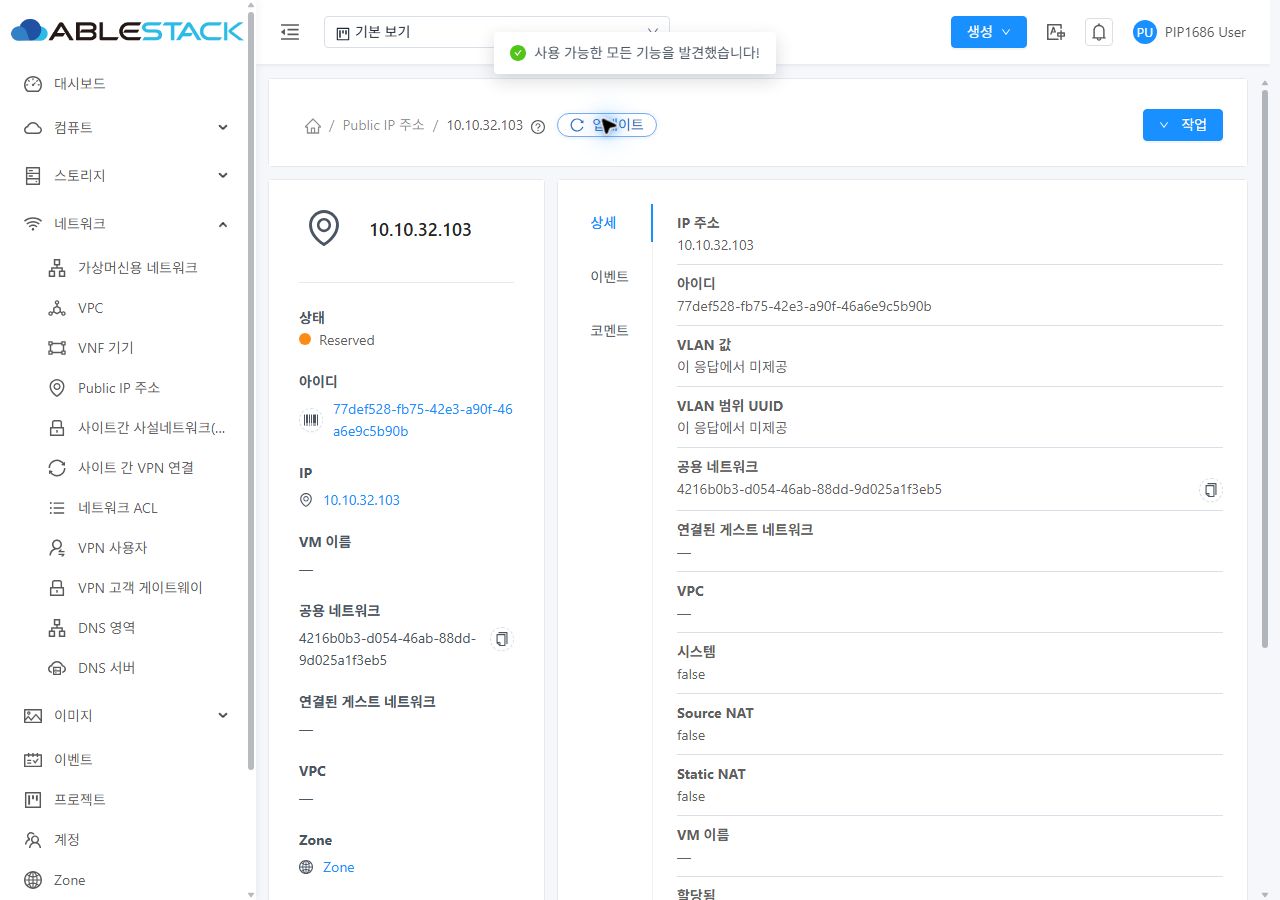 ABLESTACK
기본 보기
생성
PU
PIP1686 User
사용 가능한 모든 기능을 발견했습니다!
대시보드
컴퓨트
스토리지
네트워크
가상머신용 네트워크
VPC
VNF 기기
Public IP 주소
사이트간 사설네트워크(...
사이트 간 VPN 연결
네트워크 ACL
VPN 사용자
VPN 고객 게이트웨이
DNS 영역
DNS 서버
이미지
이벤트
프로젝트
계정
Zone
/ Public IP 주소 / 10.10.32.103
작업
10.10.32.103
상태
Reserved
아이디
77def528-fb75-42e3-a90f-46
a6e9c5b90b
IP
10.10.32.103
VM 이름
—
공용 네트워크
4216b0b3-d054-46ab-88dd-
9d025a1f3eb5
연결된 게스트 네트워크
—
VPC
—
Zone
Zone
상세
이벤트
코멘트
IP 주소
10.10.32.103
아이디
77def528-fb75-42e3-a90f-46a6e9c5b90b
VLAN 값
이 응답에서 미제공
VLAN 범위 UUID
이 응답에서 미제공
공용 네트워크
4216b0b3-d054-46ab-88dd-9d025a1f3eb5
연결된 게스트 네트워크
—
VPC
—
시스템
false
Source NAT
false
Static NAT
false
VM 이름
—
할당됨